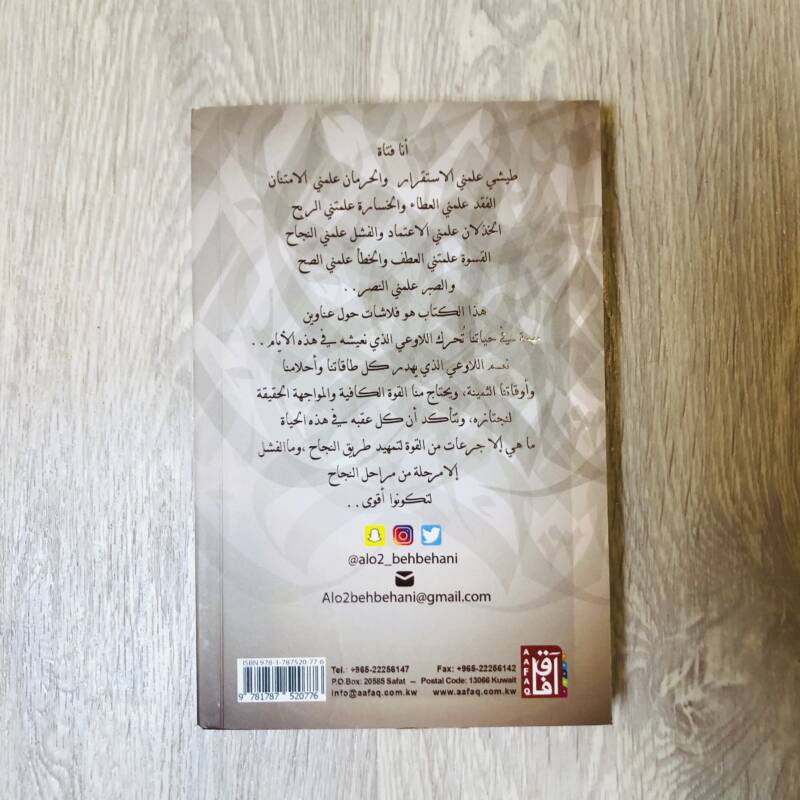 أنا فتاة
طيشي علمني الاستقرار والحرمان علمني الامتنان
الفقد علمني العطاء والخسارة علمتني الربح
الخذلان علمني الاعتماد والفشل علمني النجاح
القسوة علمتني العطف والخطأ علمني الصح
والصبر علمني النصر..
هذا الكتاب هو فلاشات حول عناوين
مهمة في حياتنا تُحرك اللاوعي الذي نعيشه في هذه الأيام..
نعم اللاوعي الذي يهدر كل طاقاتنا وأحلامنا
وأوقاتنا الثمينة، ويحتاج منا القوة الكافية والمواجهة الحقيقة
لنجتازه، ونتأكد أن كل عقبه في هذه الحياة
ما هي إلا جرعات من القوة لتمهيد طريق النجاح، وما الفشل
إلا مرحلة من مراحل النجاح
لتكونوا أقوى..
@alo2_behbehani
Alo2behbehani@gmail.com
ISBN 978-1-787520-77-6
9 781787 520776
Tel.: +965-22256147 Fax: +965-22256142
P.O.Box: 20585 Safat – Postal Code: 13066 Kuwait
info@aafaq.com.kw www.aafaq.com.kw
AAFAQ
آفاق